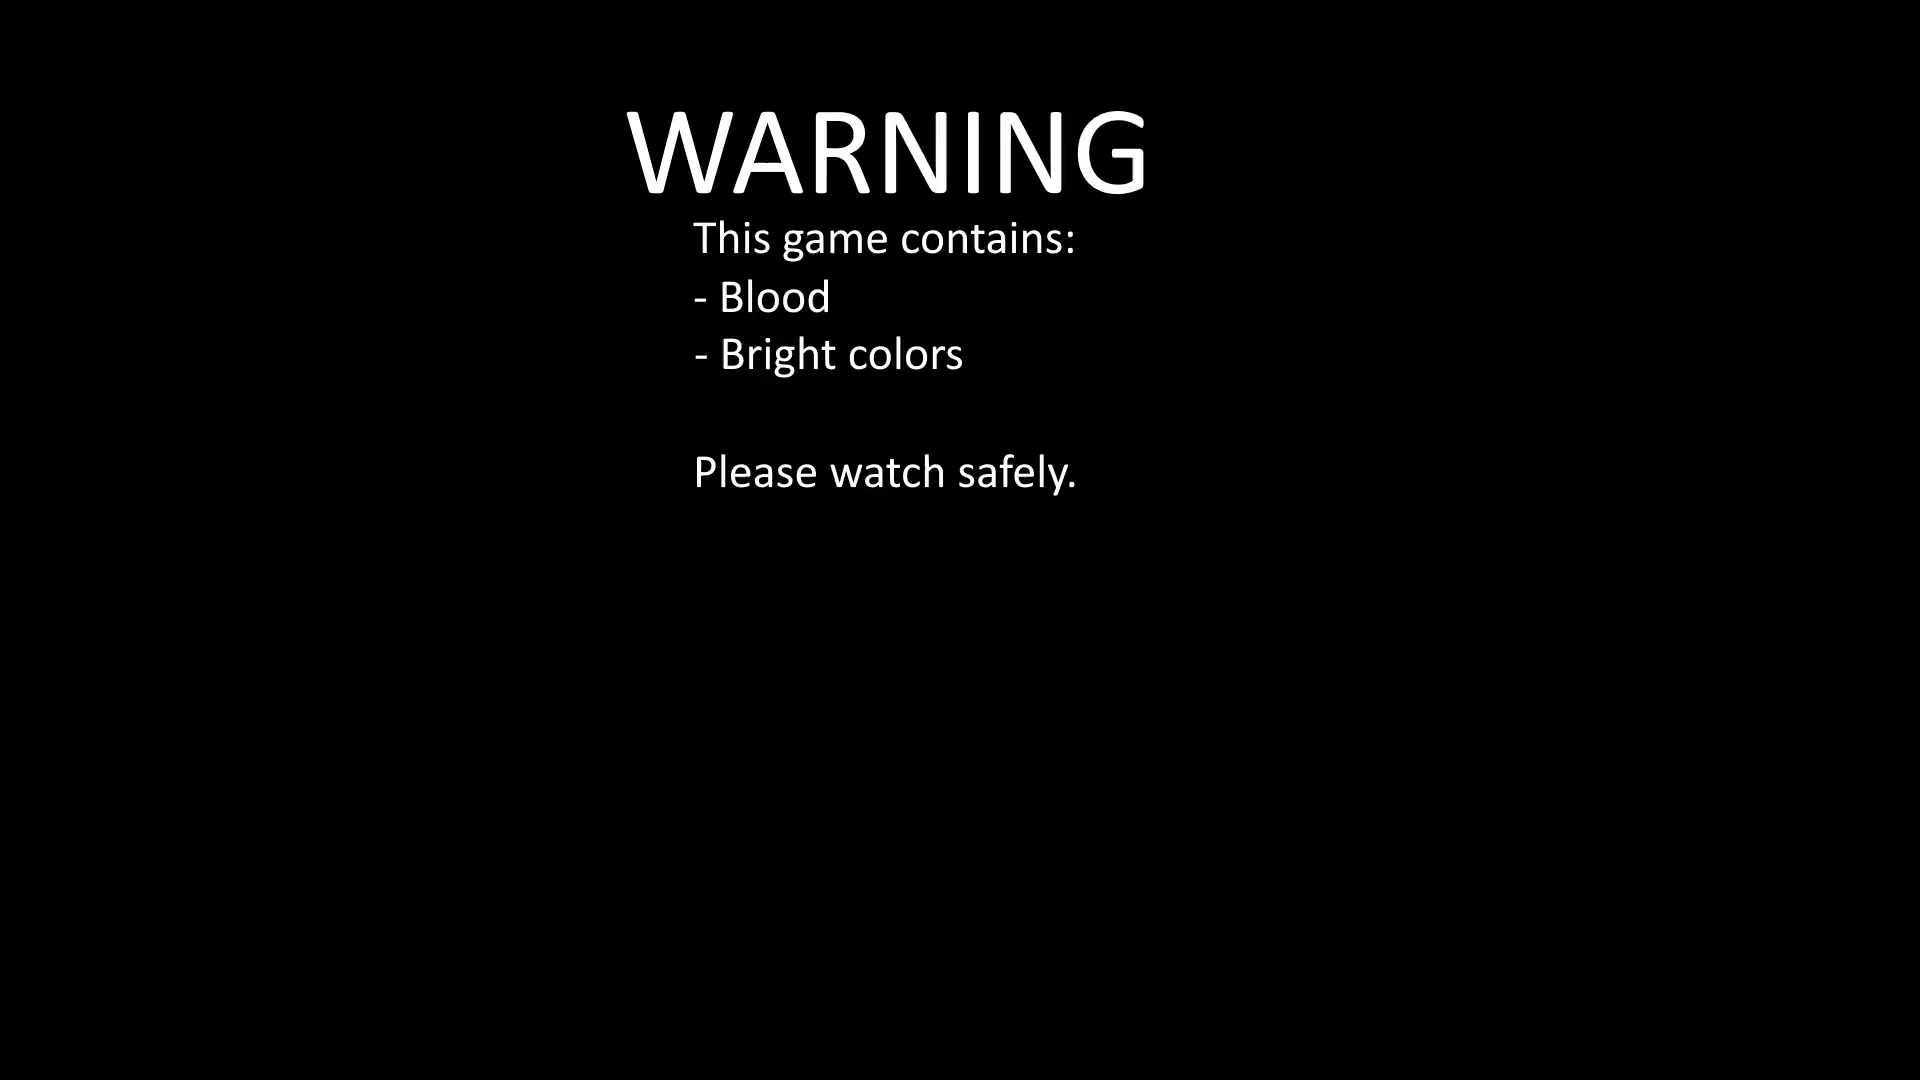 WARNING
This game contains:
- Blood
- Bright colors
Please watch safely.